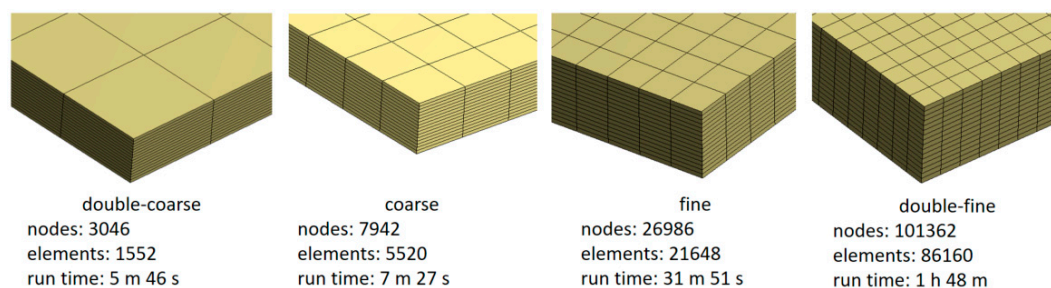 double-coarse
nodes: 3046
elements: 1552
run time: 5 m 46 s
coarse
nodes: 7942
elements: 5520
run time: 7 m 27 s
fine
nodes: 26986
elements: 21648
run time: 31 m 51 s
double-fine
nodes: 101362
elements: 86160
run time: 1 h 48 m